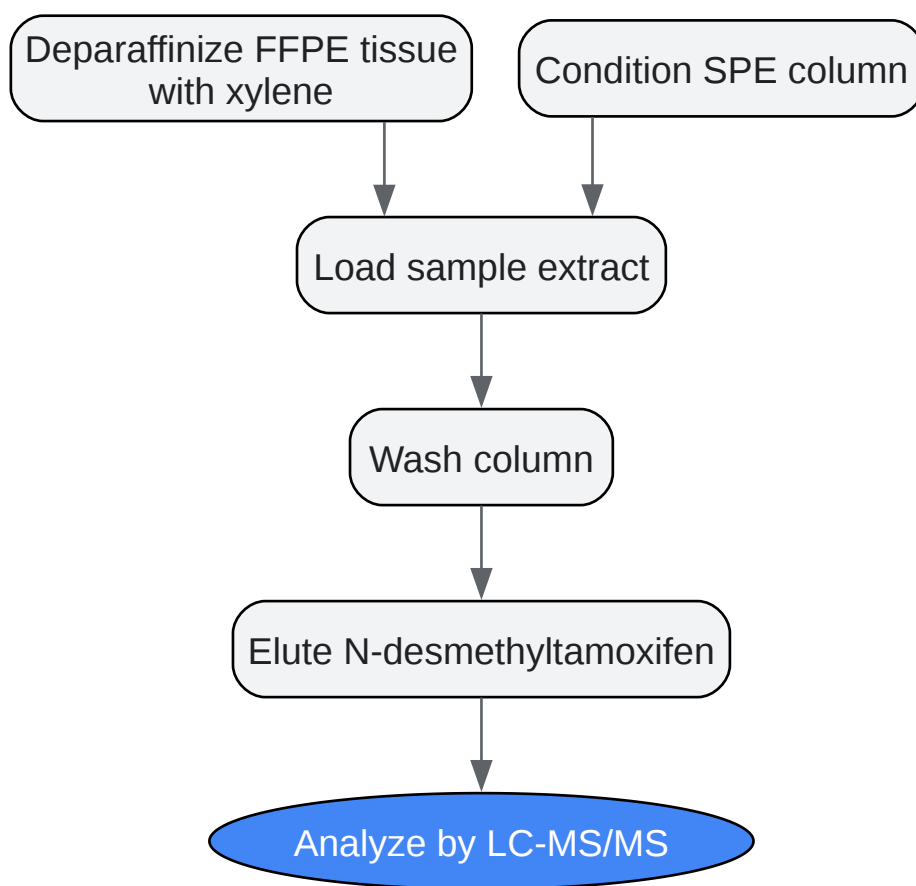 Deparaffinize FFPE tissue
with xylene
Condition SPE column
Load sample extract
Wash column
Elute N-desmethyltamoxifen
Analyze by LC-MS/MS